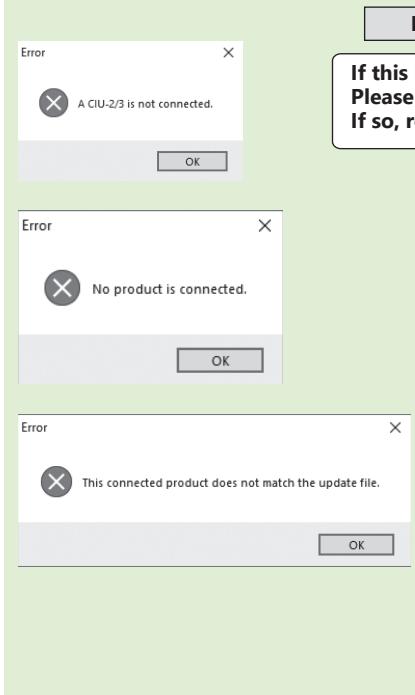 Error
A CIU-2/3 is not connected.
OK
If this
Please
If so,
Error
No product is connected.
OK
Error
This connected product does not match the update file.
OK